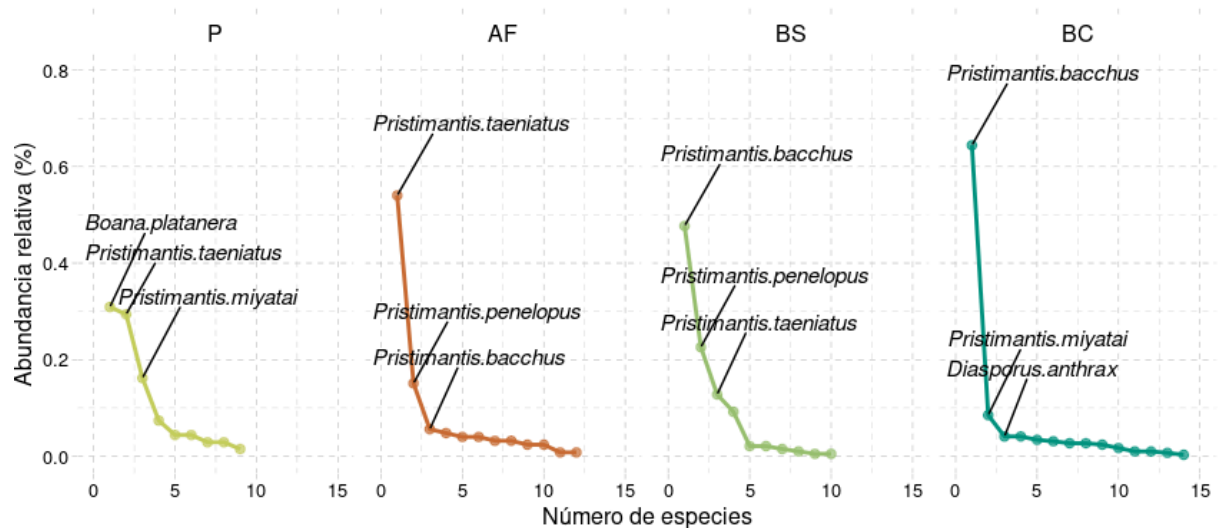 P
AF
BS
BC
Abundancia relativa (%)
0.8
0.6
0.4
0.2
0.0
Boana.platanera
Pristimantis.taeniatus
Pristimantis.miyatai
Pristimantis.taeniatus
Pristimantis.penelopus
Pristimantis.bacchus
Pristimantis.bacchus
Pristimantis.penelopus
Pristimantis.taeniatus
Pristimantis.bacchus
Pristimantis.miyatai
Diasporus.anthrax
0 5 10 15
0 5 10 15
0 5 10 15
0 5 10 15
Número de especies